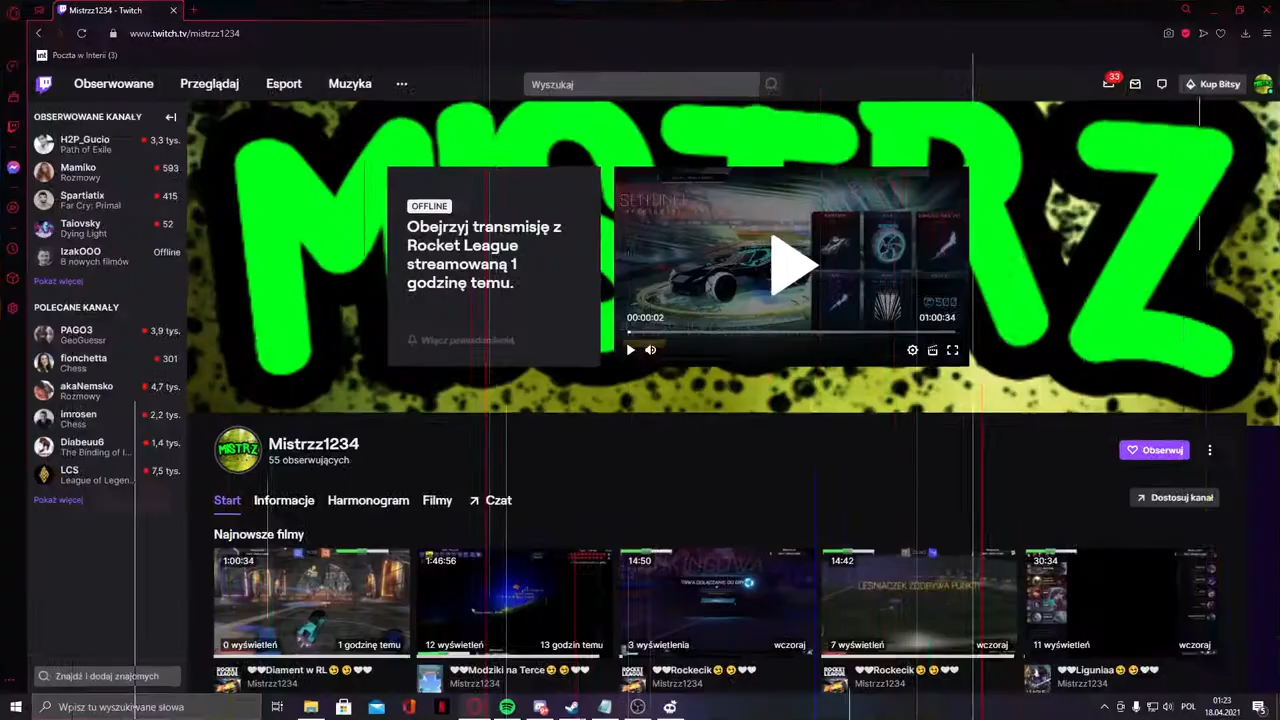 Mistrzz1234 - Twitch
www.twitch.tv/mistrzz1234
int Poczta w Interii (3)
Obserwowane
Przeglądaj
Esport
Muzyka
Wyszukaj
33
Kup Bitsy
OBSERWOWANE KANAŁY
H2P_Gucio 3,3 tys.
Path of Exile
Mamiko 593
Rozmowy
Spartiatix 415
Far Cry: Primal
Taiovsky 52
Dying Light
IzakOOO Offline
8 nowych filmów
Pokaż więcej
POLECANE KANAŁY
PAGO3 3,9 tys.
GeoGuessr
fionchetta 301
Chess
akaNemsko 4,7 tys.
Rozmowy
imrosen 2,2 tys.
Chess
Diabeuu6 1,4 tys.
The Binding of I...
LCS 7,5 tys.
League of Legen...
Pokaż więcej
Znajdź i dodaj znajomych
MISTRZ
OFFLINE
Obejrzyj transmisję z
Rocket League
streamowaną 1
godzinę temu.
Włącz powiadomienia
00:00:02
01:00:34
MISTRZ
Mistrzz1234
55 obserwujących
Obserwuj
Start
Informacje
Harmonogram
Filmy
Czat
Dostosuj kanał
Najnowsze filmy
1:00:34
0 wyświetleń
1 godzinę temu
🤍🤍Diament w RL😏😏🤍🤍
Mistrzz1234
1:46:56
12 wyświetleń
13 godzin temu
🤍🤍Modziki na Terce😏😏🤍🤍
Mistrzz1234
14:50
3 wyświetlenia
wczoraj
🤍🤍Rockecik😏😏🤍🤍
Mistrzz1234
14:42
LEŚNIACZEK ZDOBYWA PUNKT!
7 wyświetleń
wczoraj
🤍🤍Rockecik😏😏🤍🤍
Mistrzz1234
30:34
11 wyświetleń
wczoraj
🤍🤍Liguniaa😏😏🤍🤍
Mistrzz1234
Wpisz tu wyszukiwane słowa
POL
01:23
18.04.2021